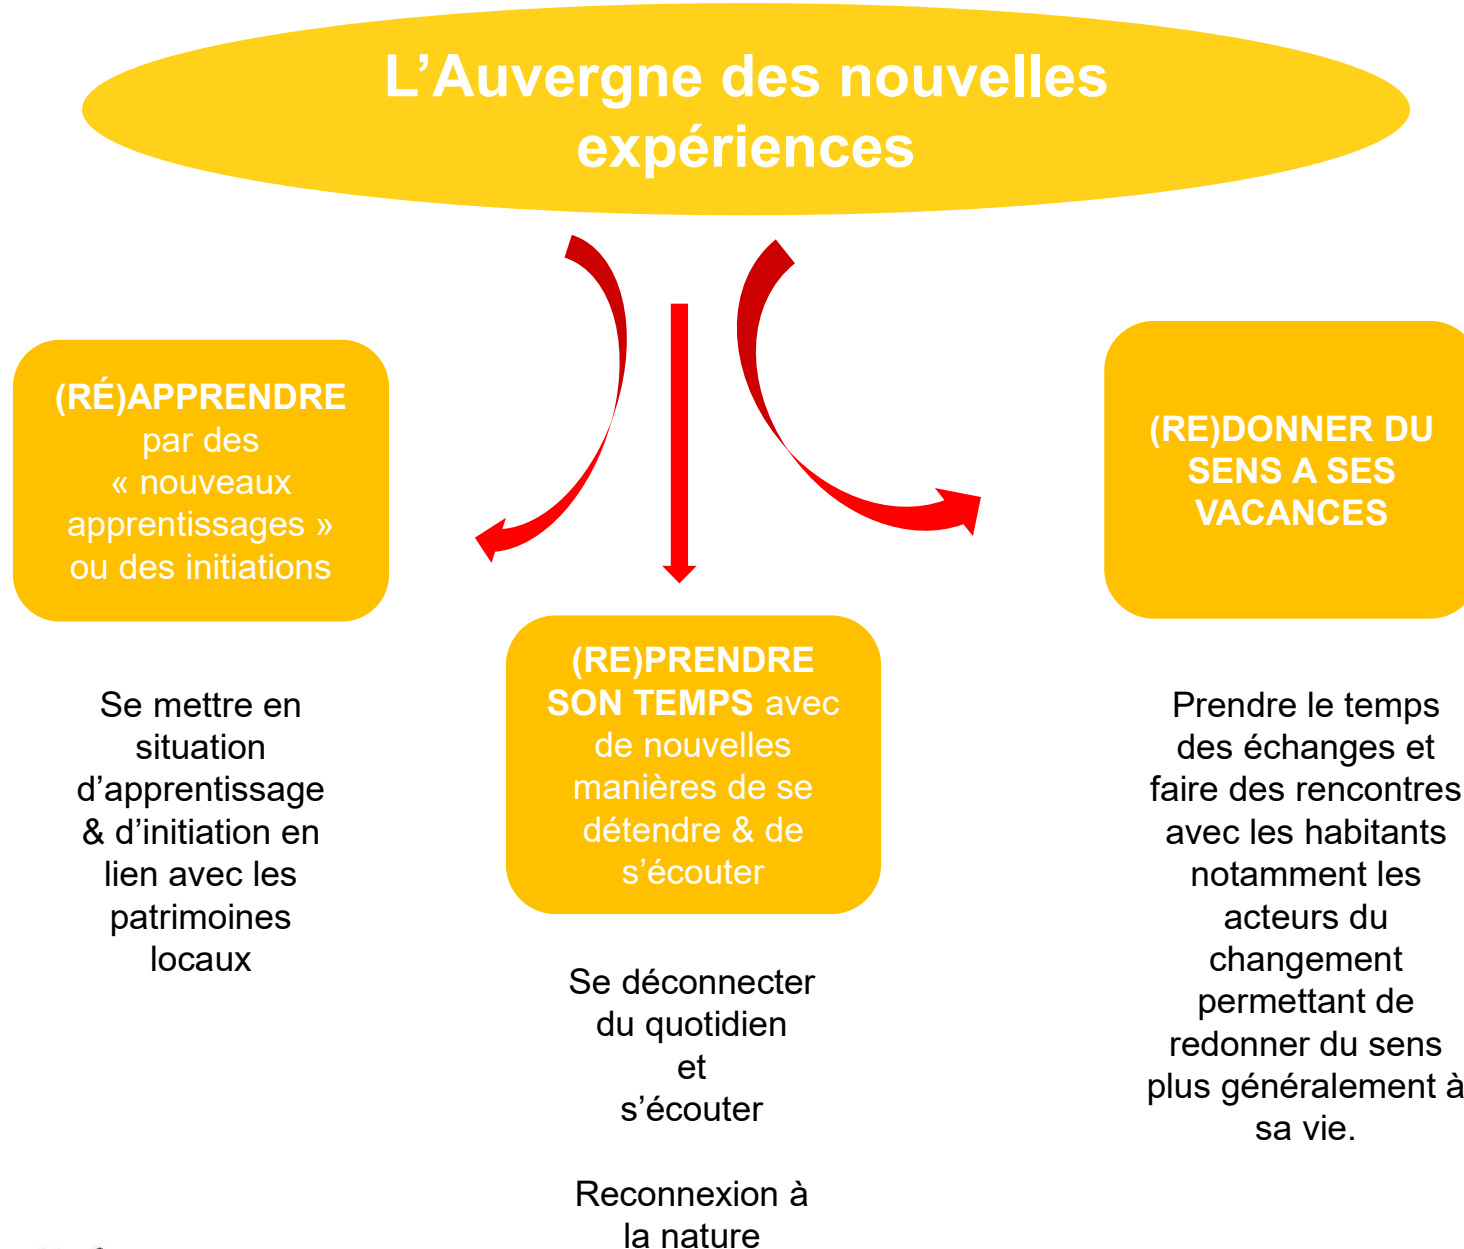 L’Auvergne des nouvelles
expériences
(RÉ)APPRENDRE
par des
« nouveaux
apprentissages »
ou des initiations
Se mettre en
situation
d’apprentissage
& d’initiation en
lien avec les
patrimoines
locaux
(RE)PRENDRE
SON TEMPS avec
de nouvelles
manières de se
détendre & de
s’écouter
Se déconnecter
du quotidien
et
s’écouter
Reconnexion à
la nature
(RE)DONNER DU
SENS A SES
VACANCES
Prendre le temps
des échanges et
faire des rencontres
avec les habitants
notamment les
acteurs du
changement
permettant de
redonner du sens
plus généralement à
sa vie.